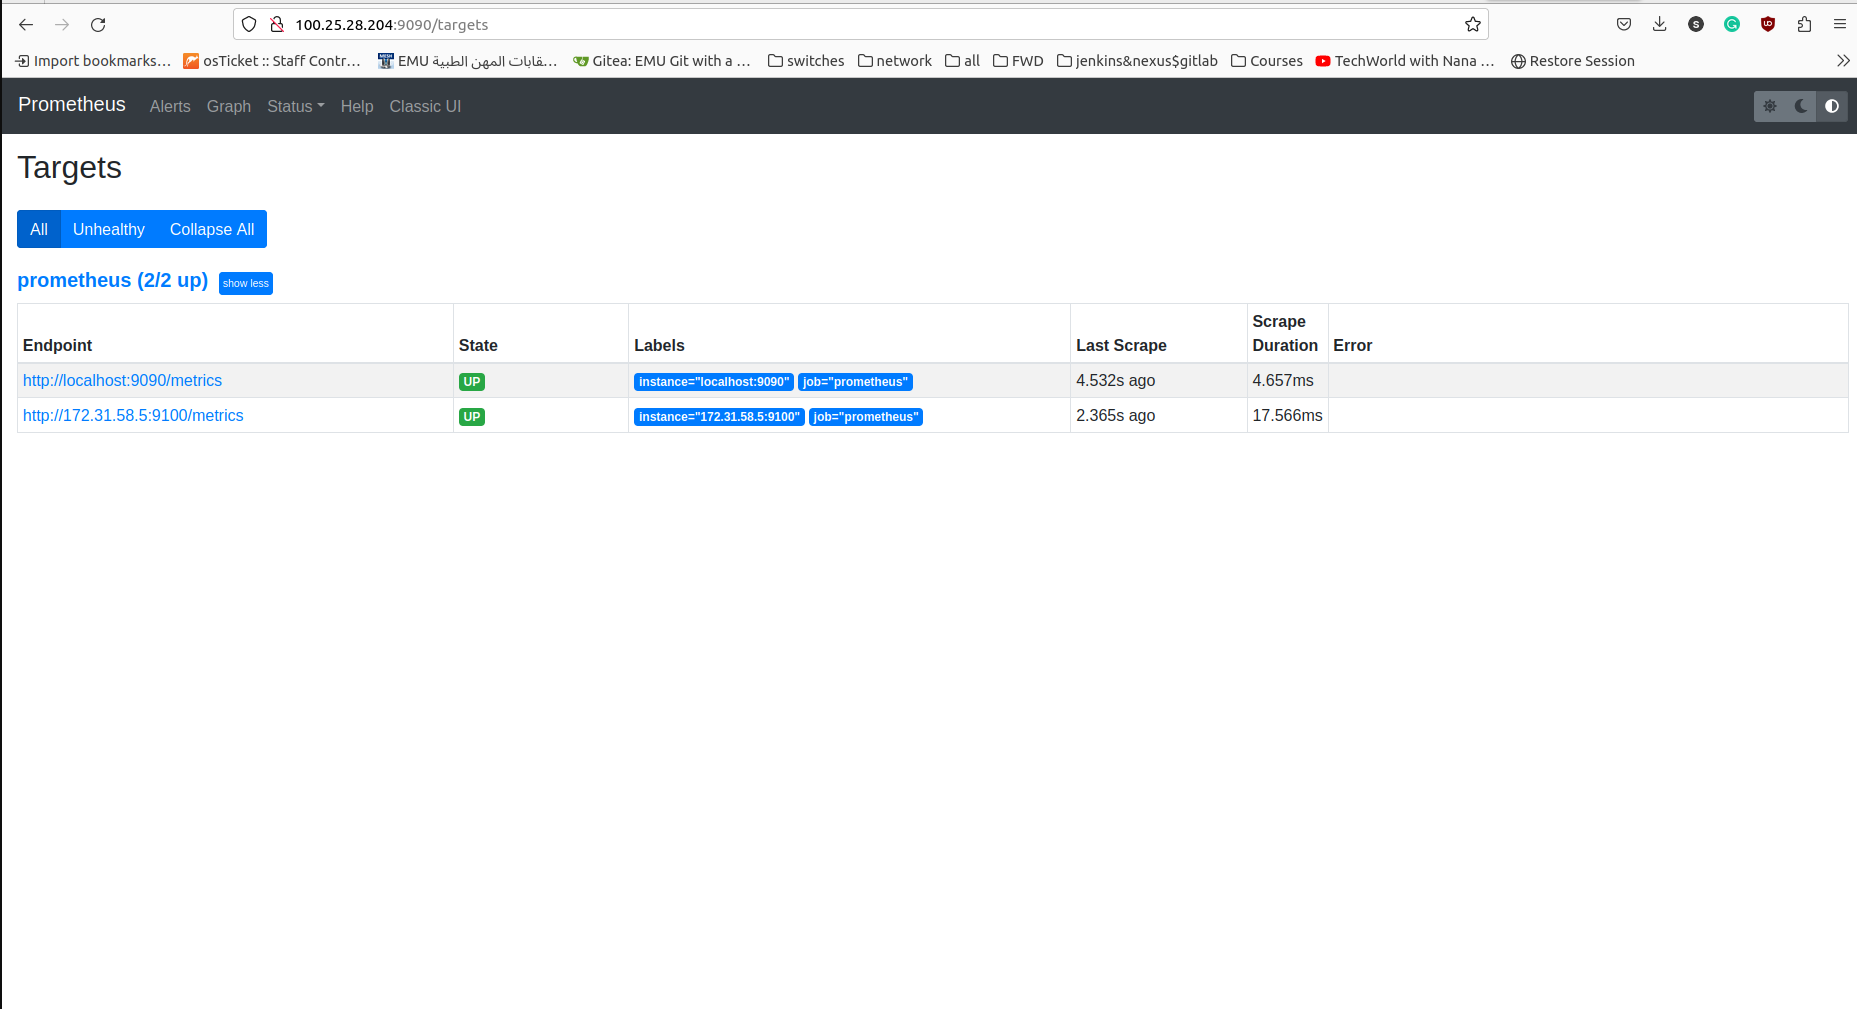 100.25.28.204:9090/targets
Import bookmarks... osTicket :: Staff Contr... EMU نقابات المهن الطبية... Gitea: EMU Git with a ... switches network all FWD jenkins&nexus$gitlab Courses TechWorld with Nana ... Restore Session
Prometheus Alerts Graph Status Help Classic UI
Targets
All Unhealthy Collapse All
prometheus (2/2 up) show less
Endpoint State Labels Last Scrape Scrape Duration Error
http://localhost:9090/metrics UP instance="localhost:9090" job="prometheus" 4.532s ago 4.657ms
http://172.31.58.5:9100/metrics UP instance="172.31.58.5:9100" job="prometheus" 2.365s ago 17.566ms